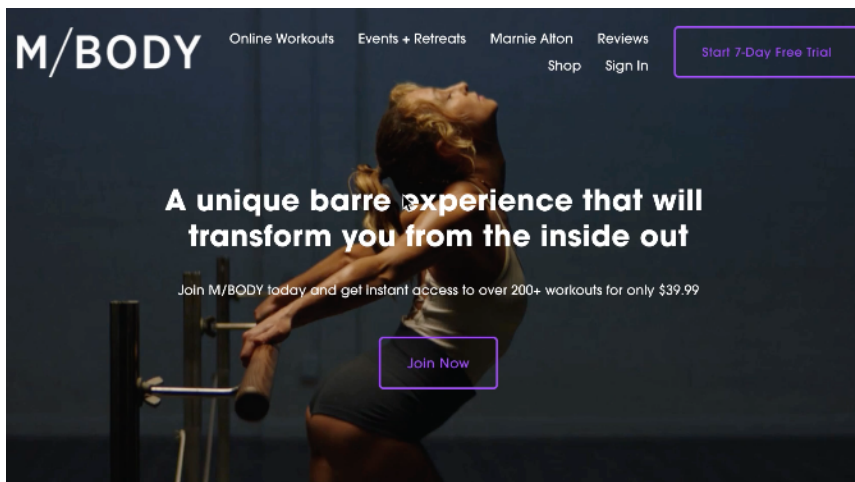 M/BODY
Online Workouts Events + Retreats Marnie Alton Reviews
Shop Sign In
Start 7-Day Free Trial
A unique barre experience that will
transform you from the inside out
Join M/BODY today and get instant access to over 200+ workouts for only $39.99
Join Now